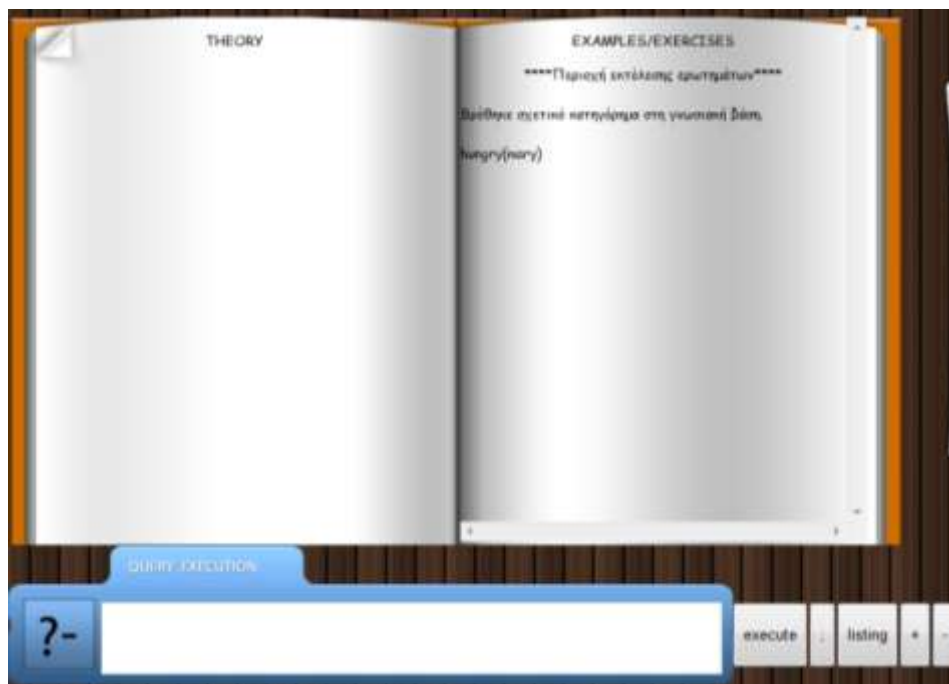 THEORY
EXAMPLES/EXERCISES
****Περιοχή εκτέλεσης ερωτημάτων****
Βρέθηκε σχετικό κατηγόρημα στη γνωσιακή βάση.
hungry(mary)
QUERY EXECUTION
?-
execute
;
listing
+
-